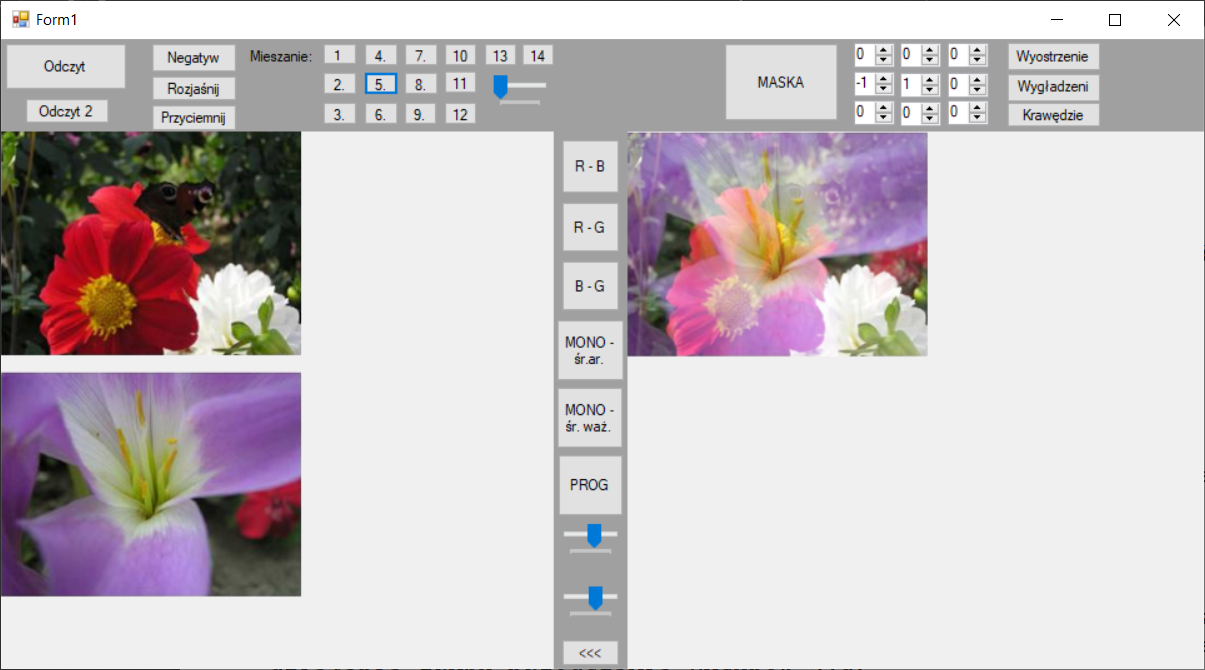 Form1
Odczyt
Odczyt 2
Negatyw
Rozjaśnij
Przyciemnij
Mieszanie:
1 4. 7. 10 13 14
2. 5. 8. 11
3. 6. 9. 12
MASKA
0 0 0
-1 1 0
0 0 0
Wyostrzenie
Wygładzeni
Krawędzie
R - B
R - G
B - G
MONO -
śr.ar.
MONO -
śr. waż.
PROG
<<<